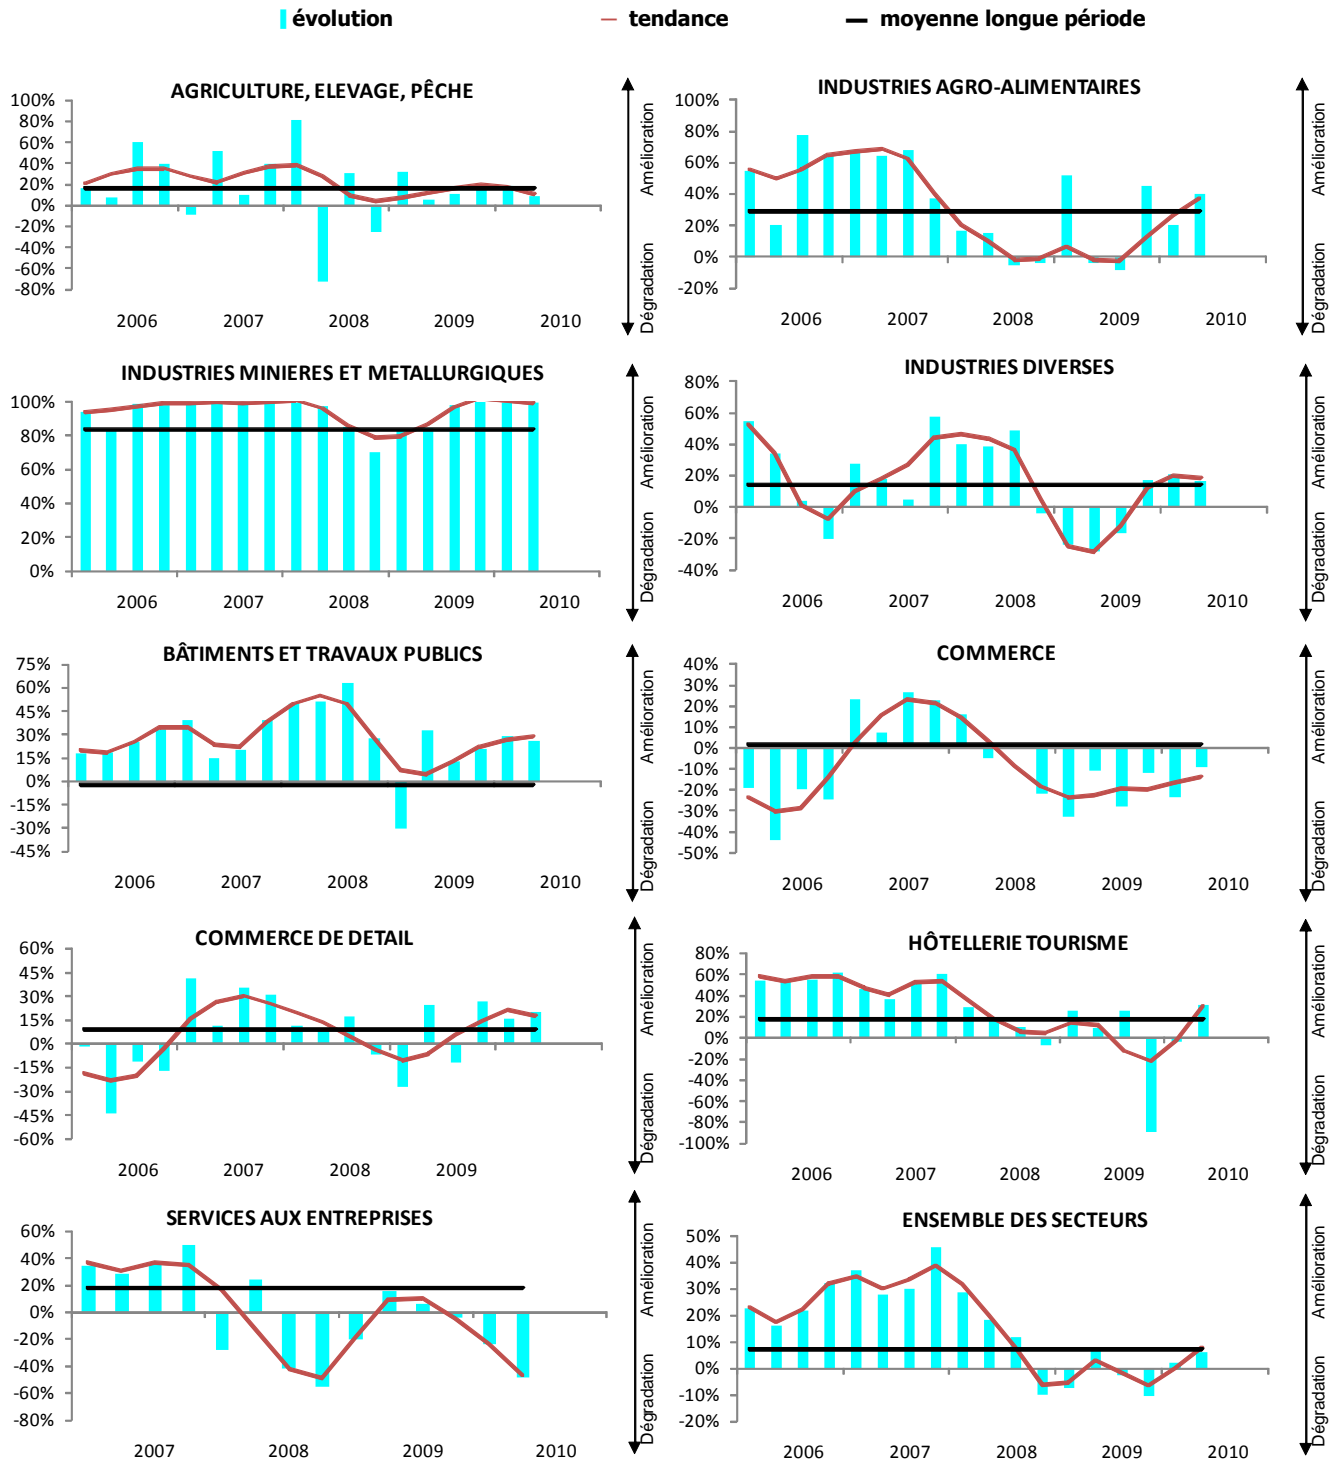 évolution tendance moyenne longue période
AGRICULTURE, ELEVAGE, PÊCHE
100%
80%
60%
40%
20%
0%
-20%
-40%
-60%
-80%
2006 2007 2008 2009 2010
Amélioration
Dégradation
INDUSTRIES AGRO-ALIMENTAIRES
100%
80%
60%
40%
20%
0%
-20%
2006 2007 2008 2009 2010
Amélioration
Dégradation
INDUSTRIES MINIERES ET METALLURGIQUES
100%
80%
60%
40%
20%
0%
2006 2007 2008 2009 2010
Amélioration
Dégradation
INDUSTRIES DIVERSES
80%
60%
40%
20%
0%
-20%
-40%
2006 2007 2008 2009 2010
Amélioration
Dégradation
BÂTIMENTS ET TRAVAUX PUBLICS
75%
60%
45%
30%
15%
0%
-15%
-30%
-45%
2006 2007 2008 2009 2010
Amélioration
Dégradation
COMMERCE
40%
30%
20%
10%
0%
-10%
-20%
-30%
-40%
-50%
2006 2007 2008 2009 2010
Amélioration
Dégradation
COMMERCE DE DETAIL
60%
45%
30%
15%
0%
-15%
-30%
-45%
-60%
2006 2007 2008 2009
Amélioration
Dégradation
HÔTELLERIE TOURISME
80%
60%
40%
20%
0%
-20%
-40%
-60%
-80%
-100%
2006 2007 2008 2009 2010
Amélioration
Dégradation
SERVICES AUX ENTREPRISES
60%
40%
20%
0%
-20%
-40%
-60%
-80%
2007 2008 2009 2010
Amélioration
Dégradation
ENSEMBLE DES SECTEURS
50%
40%
30%
20%
10%
0%
-10%
-20%
2006 2007 2008 2009 2010
Amélioration
Dégradation